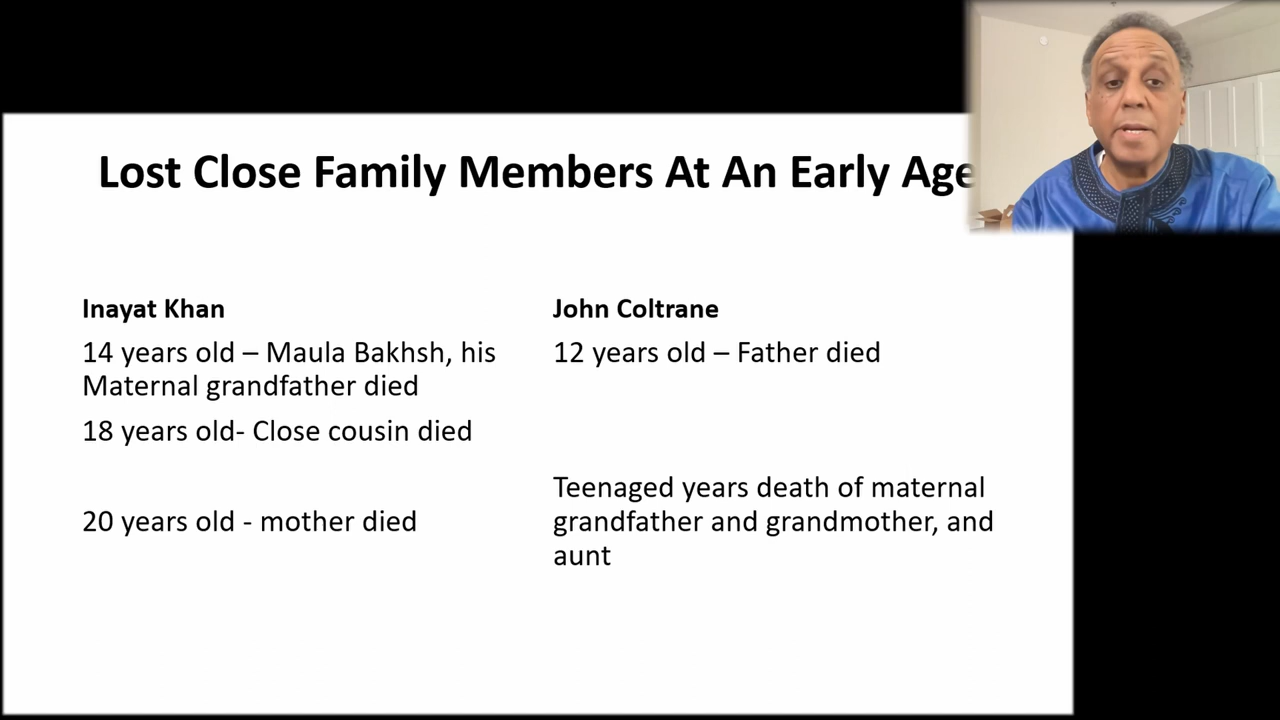 Lost Close Family Members At An Early Age
Inayat Khan
14 years old – Maula Bakhsh, his
Maternal grandfather died
18 years old- Close cousin died
20 years old - mother died
John Coltrane
12 years old – Father died
Teenaged years death of maternal
grandfather and grandmother, and
aunt